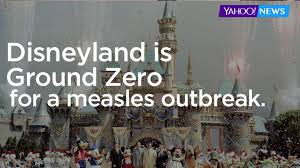 YAHOO! NEWS
Disneyland is
Ground Zero
for a measles outbreak.